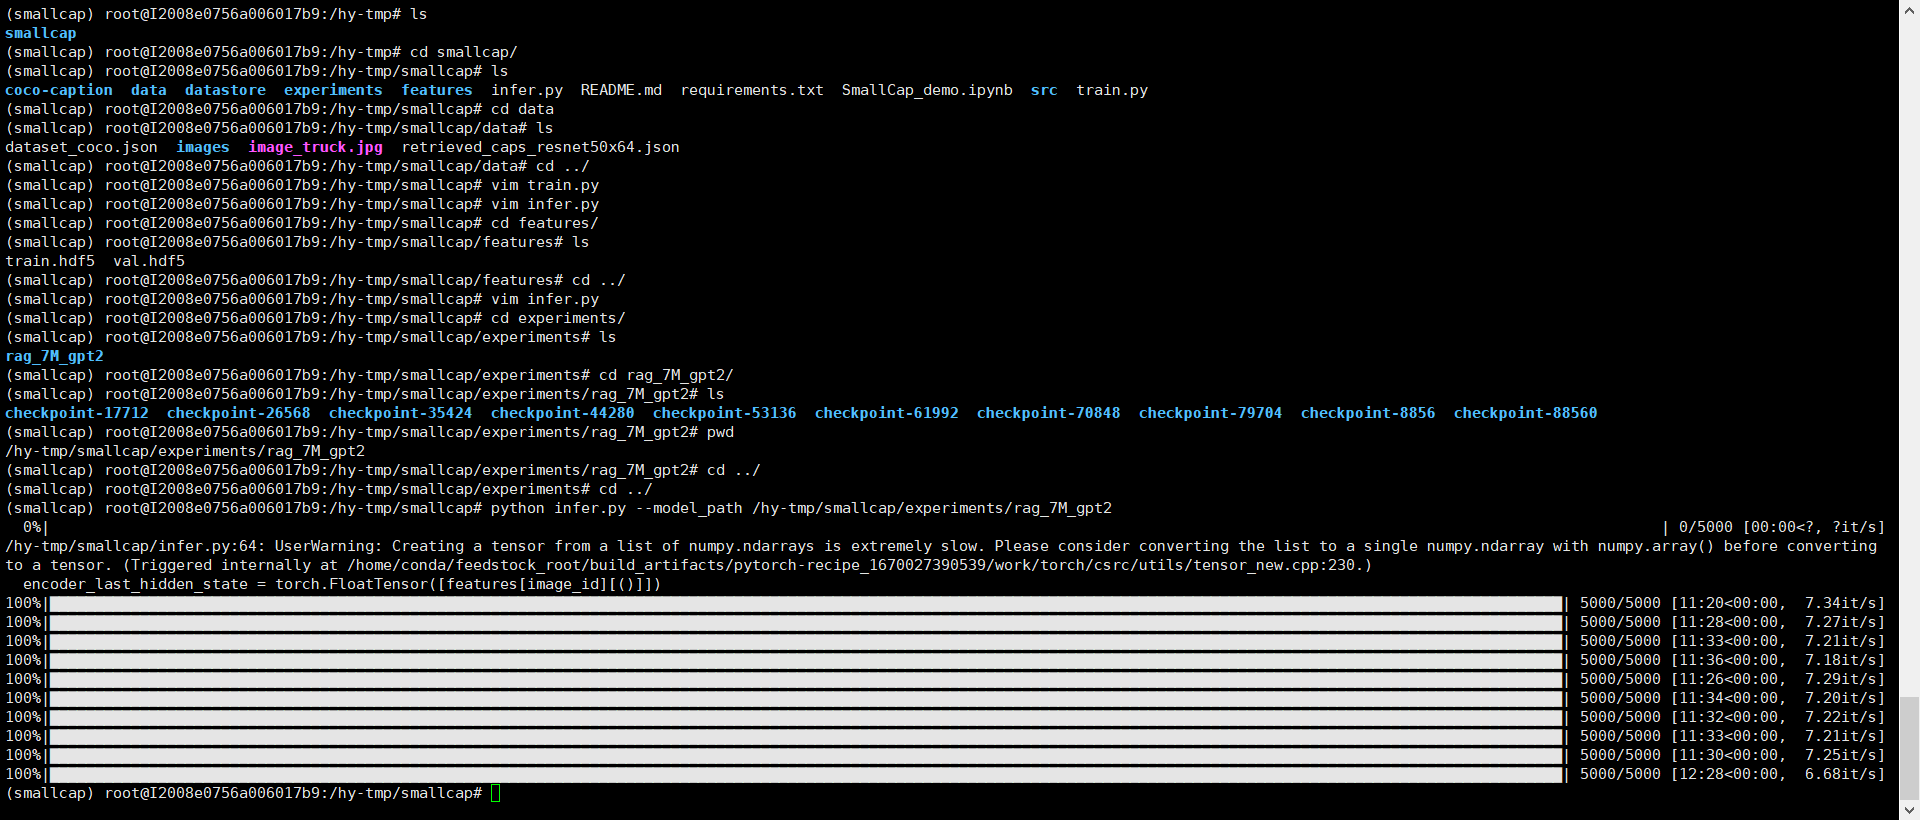 (smallcap) root@I2008e0756a006017b9:/hy-tmp# ls
smallcap
(smallcap) root@I2008e0756a006017b9:/hy-tmp# cd smallcap/
(smallcap) root@I2008e0756a006017b9:/hy-tmp/smallcap# ls
coco-caption  data  datastore  experiments  features  infer.py  README.md  requirements.txt  SmallCap_demo.ipynb  src  train.py
(smallcap) root@I2008e0756a006017b9:/hy-tmp/smallcap# cd data
(smallcap) root@I2008e0756a006017b9:/hy-tmp/smallcap/data# ls
dataset_coco.json  images  image_truck.jpg  retrieved_caps_resnet50x64.json
(smallcap) root@I2008e0756a006017b9:/hy-tmp/smallcap/data# cd ../
(smallcap) root@I2008e0756a006017b9:/hy-tmp/smallcap# vim train.py
(smallcap) root@I2008e0756a006017b9:/hy-tmp/smallcap# vim infer.py
(smallcap) root@I2008e0756a006017b9:/hy-tmp/smallcap# cd features/
(smallcap) root@I2008e0756a006017b9:/hy-tmp/smallcap/features# ls
train.hdf5  val.hdf5
(smallcap) root@I2008e0756a006017b9:/hy-tmp/smallcap/features# cd ../
(smallcap) root@I2008e0756a006017b9:/hy-tmp/smallcap# vim infer.py
(smallcap) root@I2008e0756a006017b9:/hy-tmp/smallcap# cd experiments/
(smallcap) root@I2008e0756a006017b9:/hy-tmp/smallcap/experiments# ls
rag_7M_gpt2
(smallcap) root@I2008e0756a006017b9:/hy-tmp/smallcap/experiments# cd rag_7M_gpt2/
(smallcap) root@I2008e0756a006017b9:/hy-tmp/smallcap/experiments/rag_7M_gpt2# ls
checkpoint-17712  checkpoint-26568  checkpoint-35424  checkpoint-44280  checkpoint-53136  checkpoint-61992  checkpoint-70848  checkpoint-79704  checkpoint-8856  checkpoint-88560
(smallcap) root@I2008e0756a006017b9:/hy-tmp/smallcap/experiments/rag_7M_gpt2# pwd
/hy-tmp/smallcap/experiments/rag_7M_gpt2
(smallcap) root@I2008e0756a006017b9:/hy-tmp/smallcap/experiments/rag_7M_gpt2# cd ../
(smallcap) root@I2008e0756a006017b9:/hy-tmp/smallcap/experiments# cd ../
(smallcap) root@I2008e0756a006017b9:/hy-tmp/smallcap# python infer.py --model_path /hy-tmp/smallcap/experiments/rag_7M_gpt2
0%| | 0/5000 [00:00<?, ?it/s]
/hy-tmp/smallcap/infer.py:64: UserWarning: Creating a tensor from a list of numpy.ndarrays is extremely slow. Please consider converting the list to a single numpy.ndarray with numpy.array() before converting
to a tensor. (Triggered internally at /home/conda/feedstock_root/build_artifacts/pytorch-recipe_1670027390539/work/torch/csrc/utils/tensor_new.cpp:230.)
encoder_last_hidden_state = torch.FloatTensor([features[image_id][()]])
100%| | 5000/5000 [11:20<00:00,  7.34it/s]
100%| | 5000/5000 [11:28<00:00,  7.27it/s]
100%| | 5000/5000 [11:33<00:00,  7.21it/s]
100%| | 5000/5000 [11:36<00:00,  7.18it/s]
100%| | 5000/5000 [11:26<00:00,  7.29it/s]
100%| | 5000/5000 [11:34<00:00,  7.20it/s]
100%| | 5000/5000 [11:32<00:00,  7.22it/s]
100%| | 5000/5000 [11:33<00:00,  7.21it/s]
100%| | 5000/5000 [11:30<00:00,  7.25it/s]
100%| | 5000/5000 [12:28<00:00,  6.68it/s]
(smallcap) root@I2008e0756a006017b9:/hy-tmp/smallcap#